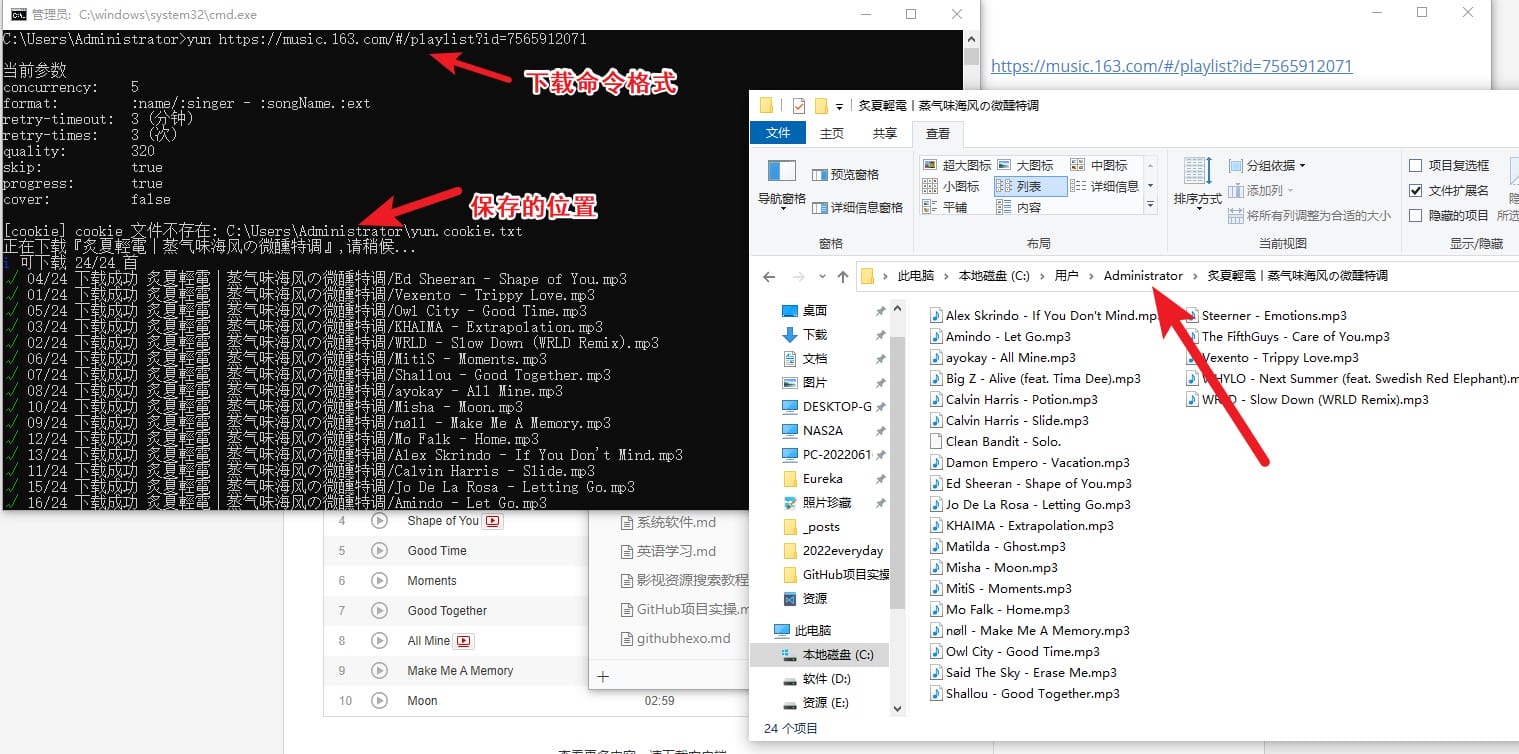 管理员: C:\windows\system32\cmd.exe
C:\Users\Administrator>yun https://music.163.com/#/playlist?id=7565912071
下载命令格式
当前参数
concurrency: 5
format: :name/:singer - :songName.:ext
retry-timeout: 3 (分钟)
retry-times: 3 (次)
quality: 320
skip: true
progress: true
cover: false
保存的位置
[cookie] cookie 文件不存在: C:\Users\Administrator\yun.cookie.txt
正在下载『炙夏輕電 | 蒸气味海风の微醺特调』,请稍候...
i 可下载 24/24 首
✓ 04/24 下载成功 炙夏輕電 | 蒸气味海风の微醺特调/Ed Sheeran - Shape of You.mp3
✓ 01/24 下载成功 炙夏輕電 | 蒸气味海风の微醺特调/Vexento - Trippy Love.mp3
✓ 05/24 下载成功 炙夏輕電 | 蒸气味海风の微醺特调/Owl City - Good Time.mp3
✓ 03/24 下载成功 炙夏輕電 | 蒸气味海风の微醺特调/KHAIMA - Extrapolation.mp3
✓ 02/24 下载成功 炙夏輕電 | 蒸气味海风の微醺特调/WRLD - Slow Down (WRLD Remix).mp3
✓ 06/24 下载成功 炙夏輕電 | 蒸气味海风の微醺特调/MitiS - Moments.mp3
✓ 07/24 下载成功 炙夏輕電 | 蒸气味海风の微醺特调/Shallou - Good Together.mp3
✓ 08/24 下载成功 炙夏輕電 | 蒸气味海风の微醺特调/ayokay - All Mine.mp3
✓ 10/24 下载成功 炙夏輕電 | 蒸气味海风の微醺特调/Misha - Moon.mp3
✓ 09/24 下载成功 炙夏輕電 | 蒸气味海风の微醺特调/nøll - Make Me A Memory.mp3
✓ 12/24 下载成功 炙夏輕電 | 蒸气味海风の微醺特调/Mo Falk - Home.mp3
✓ 13/24 下载成功 炙夏輕電 | 蒸气味海风の微醺特调/Alex Skrindo - If You Don't Mind.mp3
✓ 11/24 下载成功 炙夏輕電 | 蒸气味海风の微醺特调/Calvin Harris - Slide.mp3
✓ 15/24 下载成功 炙夏輕電 | 蒸气味海风の微醺特调/Jo De La Rosa - Letting Go.mp3
✓ 16/24 下载成功 炙夏輕電 | 蒸气味海风の微醺特调/Amindo - Let Go.mp3
4 Shape of You
5 Good Time
6 Moments
7 Good Together
8 All Mine
9 Make Me A Memory
10 Moon 02:59
系统软件.md
英语学习.md
影视资源搜索教程
GitHub项目实操.m
githubhexo.md
+
https://music.163.com/#/playlist?id=7565912071
炙夏輕電 | 蒸气味海风の微醺特调
文件 主页 共享 查看
导航窗格
预览窗格
详细信息窗格
窗格
超大图标 大图标 中图标
小图标 列表 详细信息
平铺 内容
布局
排序方式
分组依据
添加列
将所有列调整为合适的大小
当前视图
项目复选框
文件扩展名
隐藏的项目
所选
显示/隐藏
此电脑 > 本地磁盘 (C:) > 用户 > Administrator > 炙夏輕電 | 蒸气味海风の微醺特调
桌面
下载
文档
图片
DESKTOP-G
NAS2A
PC-2022061
Eureka
照片珍藏
_posts
2022everyday
GitHub项目实操
资源
此电脑
本地磁盘 (C:)
软件 (D:)
资源 (E:)
Alex Skrindo - If You Don't Mind.mp
Amindo - Let Go.mp3
ayokay - All Mine.mp3
Big Z - Alive (feat. Tima Dee).mp3
Calvin Harris - Potion.mp3
Calvin Harris - Slide.mp3
Clean Bandit - Solo.
Damon Empero - Vacation.mp3
Ed Sheeran - Shape of You.mp3
Jo De La Rosa - Letting Go.mp3
KHAIMA - Extrapolation.mp3
Matilda - Ghost.mp3
Misha - Moon.mp3
MitiS - Moments.mp3
Mo Falk - Home.mp3
nøll - Make Me A Memory.mp3
Owl City - Good Time.mp3
Said The Sky - Erase Me.mp3
Shallou - Good Together.mp3
Steerner - Emotions.mp3
The FifthGuys - Care of You.mp3
Vexento - Trippy Love.mp3
WHYLO - Next Summer (feat. Swedish Red Elephant).m
WRLD - Slow Down (WRLD Remix).mp3
24 个项目